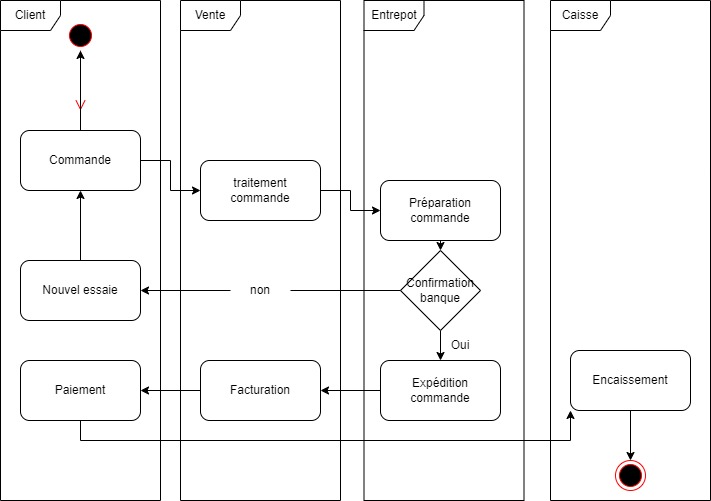 Client
Vente
Entrepot
Caisse
Commande
traitement
commande
Préparation
commande
Nouvel essaie
non
Confirmation
banque
Oui
Paiement
Facturation
Expédition
commande
Encaissement